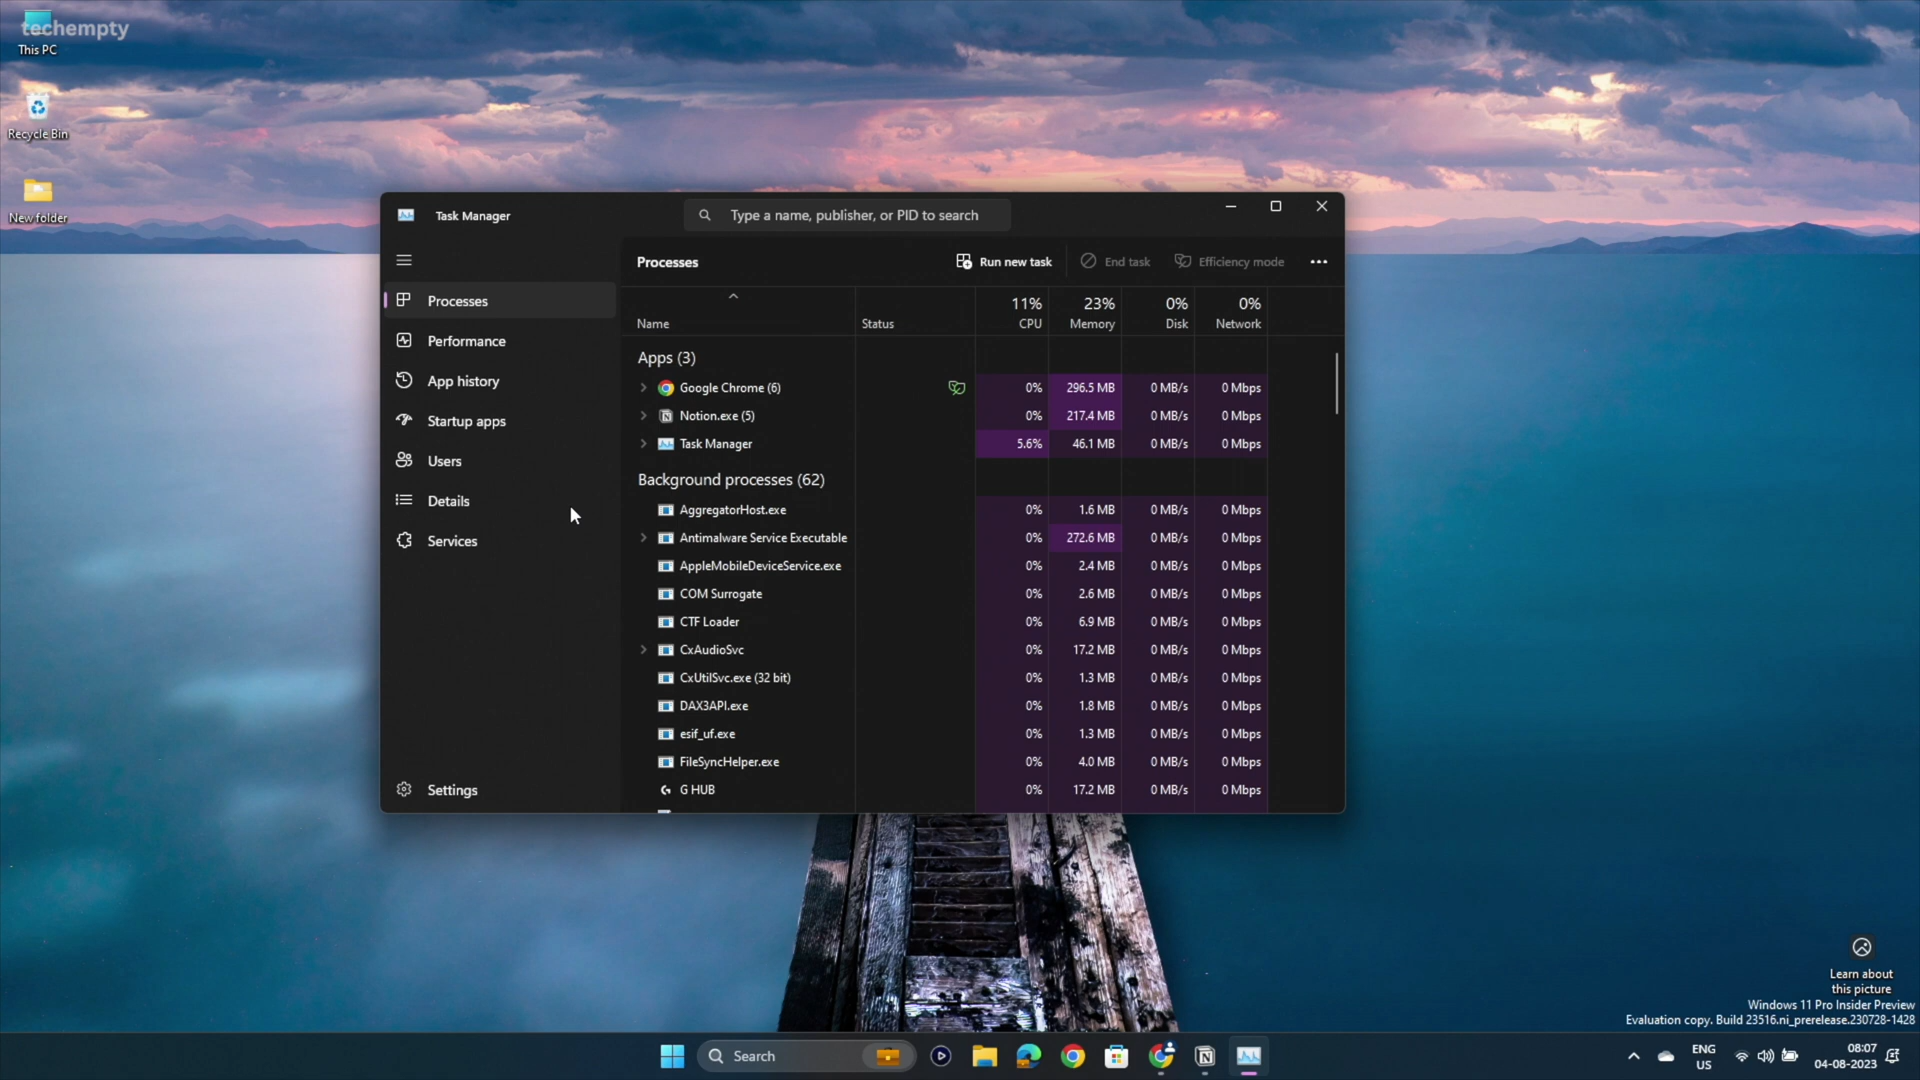 techempty
This PC
Recycle Bin
New folder
Task Manager
Type a name, publisher, or PID to search
Processes
Performance
App history
Startup apps
Users
Details
Services
Settings
Processes
Run new task
End task
Efficiency mode
Name Status 11% CPU 23% Memory 0% Disk 0% Network
Apps (3)
Google Chrome (6) 0% 296.5 MB 0 MB/s 0 Mbps
Notion.exe (5) 0% 217.4 MB 0 MB/s 0 Mbps
Task Manager 5.6% 46.1 MB 0 MB/s 0 Mbps
Background processes (62)
AggregatorHost.exe 0% 1.6 MB 0 MB/s 0 Mbps
Antimalware Service Executable 0% 272.6 MB 0 MB/s 0 Mbps
AppleMobileDeviceService.exe 0% 2.4 MB 0 MB/s 0 Mbps
COM Surrogate 0% 2.6 MB 0 MB/s 0 Mbps
CTF Loader 0% 6.9 MB 0 MB/s 0 Mbps
CxAudioSvc 0% 17.2 MB 0 MB/s 0 Mbps
CxUtilSvc.exe (32 bit) 0% 1.3 MB 0 MB/s 0 Mbps
DAX3API.exe 0% 1.8 MB 0 MB/s 0 Mbps
esif_uf.exe 0% 1.3 MB 0 MB/s 0 Mbps
FileSyncHelper.exe 0% 4.0 MB 0 MB/s 0 Mbps
G HUB 0% 17.2 MB 0 MB/s 0 Mbps
Learn about
this picture
Windows 11 Pro Insider Preview
Evaluation copy. Build 23516.ni_prerelease.230728-1428
Search
ENG
US
08:07
04-08-2023